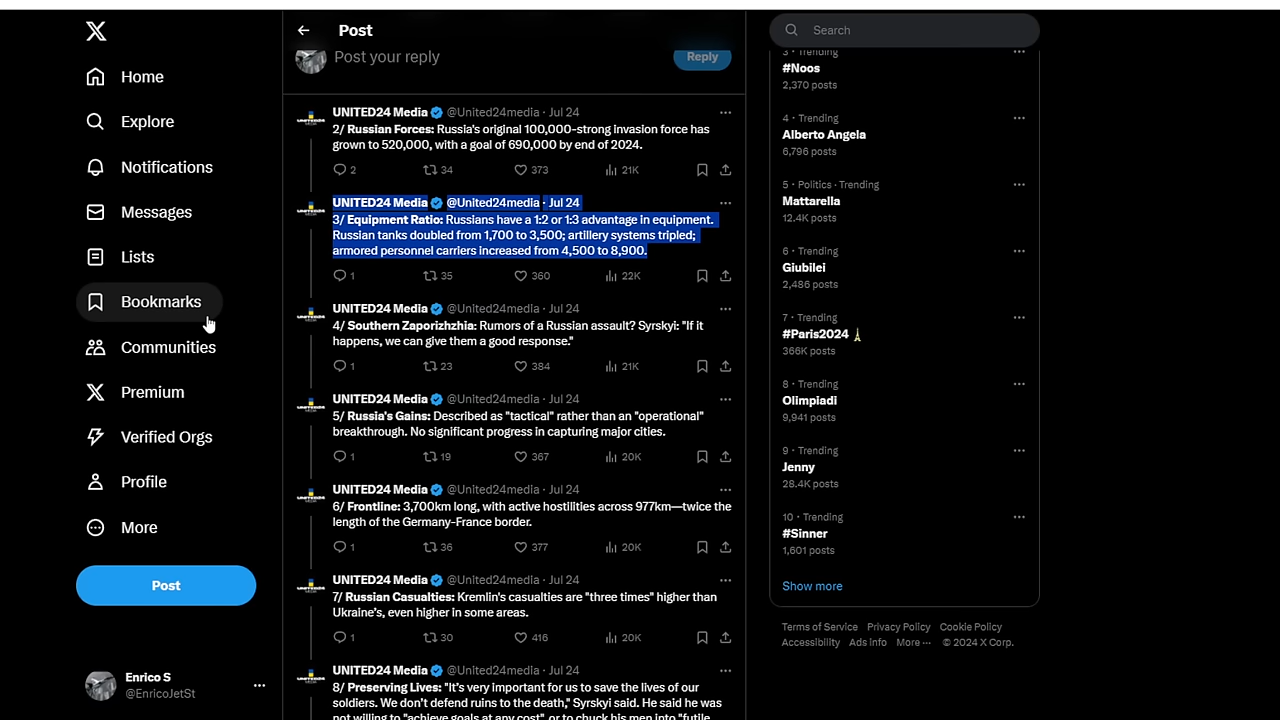 Home
Explore
Notifications
Messages
Lists
Bookmarks
Communities
Premium
Verified Orgs
Profile
More
Post
Enrico S
@EnricoJetSt
Post
Post your reply
Reply
UNITED24 Media @United24media · Jul 24
2/ Russian Forces: Russia's original 100,000-strong invasion force has
grown to 520,000, with a goal of 690,000 by end of 2024.
2 34 373 21K
UNITED24 Media @United24media · Jul 24
3/ Equipment Ratio: Russians have a 1:2 or 1:3 advantage in equipment.
Russian tanks doubled from 1,700 to 3,500; artillery systems tripled;
armored personnel carriers increased from 4,500 to 8,900.
1 35 360 22K
UNITED24 Media @United24media · Jul 24
4/ Southern Zaporizhzhia: Rumors of a Russian assault? Syrskyi: "If it
happens, we can give them a good response."
1 23 384 21K
UNITED24 Media @United24media · Jul 24
5/ Russia's Gains: Described as "tactical" rather than an "operational"
breakthrough. No significant progress in capturing major cities.
1 19 367 20K
UNITED24 Media @United24media · Jul 24
6/ Frontline: 3,700km long, with active hostilities across 977km—twice the
length of the Germany-France border.
1 36 377 20K
UNITED24 Media @United24media · Jul 24
7/ Russian Casualties: Kremlin's casualties are "three times" higher than
Ukraine's, even higher in some areas.
1 30 416 20K
UNITED24 Media @United24media · Jul 24
8/ Preserving Lives: "It's very important for us to save the lives of our
soldiers. We don't defend ruins to the death," Syrskyi said. He said he was
not willing to "achieve goals at any cost", or to chuck his men into "futile
Search
3 · Trending
#Noos
2,370 posts
4 · Trending
Alberto Angela
6,796 posts
5 · Politics · Trending
Mattarella
12.4K posts
6 · Trending
Giubilei
2,486 posts
7 · Trending
#Paris2024
366K posts
8 · Trending
Olimpiadi
9,941 posts
9 · Trending
Jenny
28.4K posts
10 · Trending
#Sinner
1,601 posts
Show more
Terms of Service Privacy Policy Cookie Policy
Accessibility Ads info More ··· © 2024 X Corp.